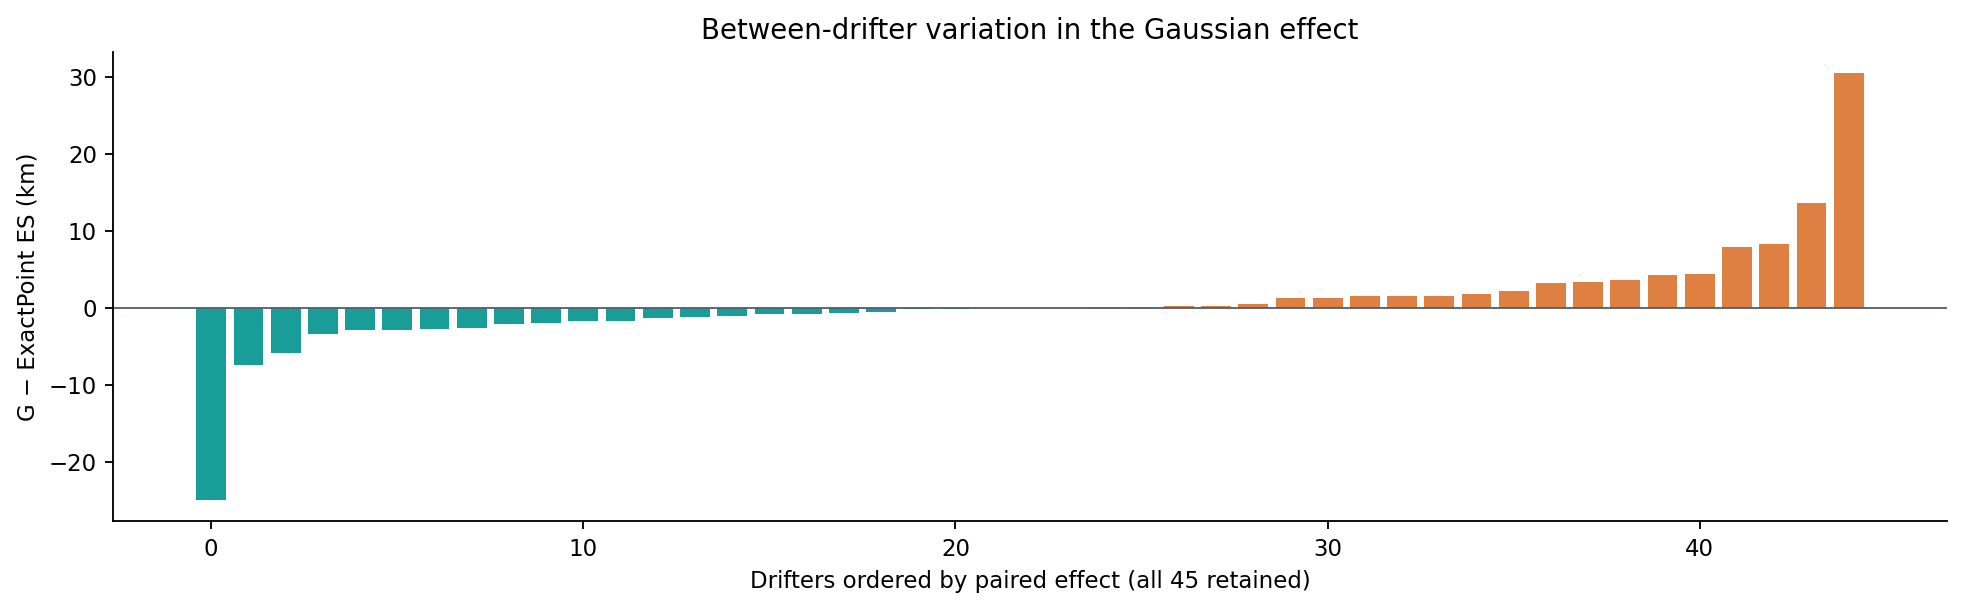 Between-drifter variation in the Gaussian effect
G − ExactPoint ES (km)
30
20
10
0
−10
−20
0 10 20 30 40
Drifters ordered by paired effect (all 45 retained)